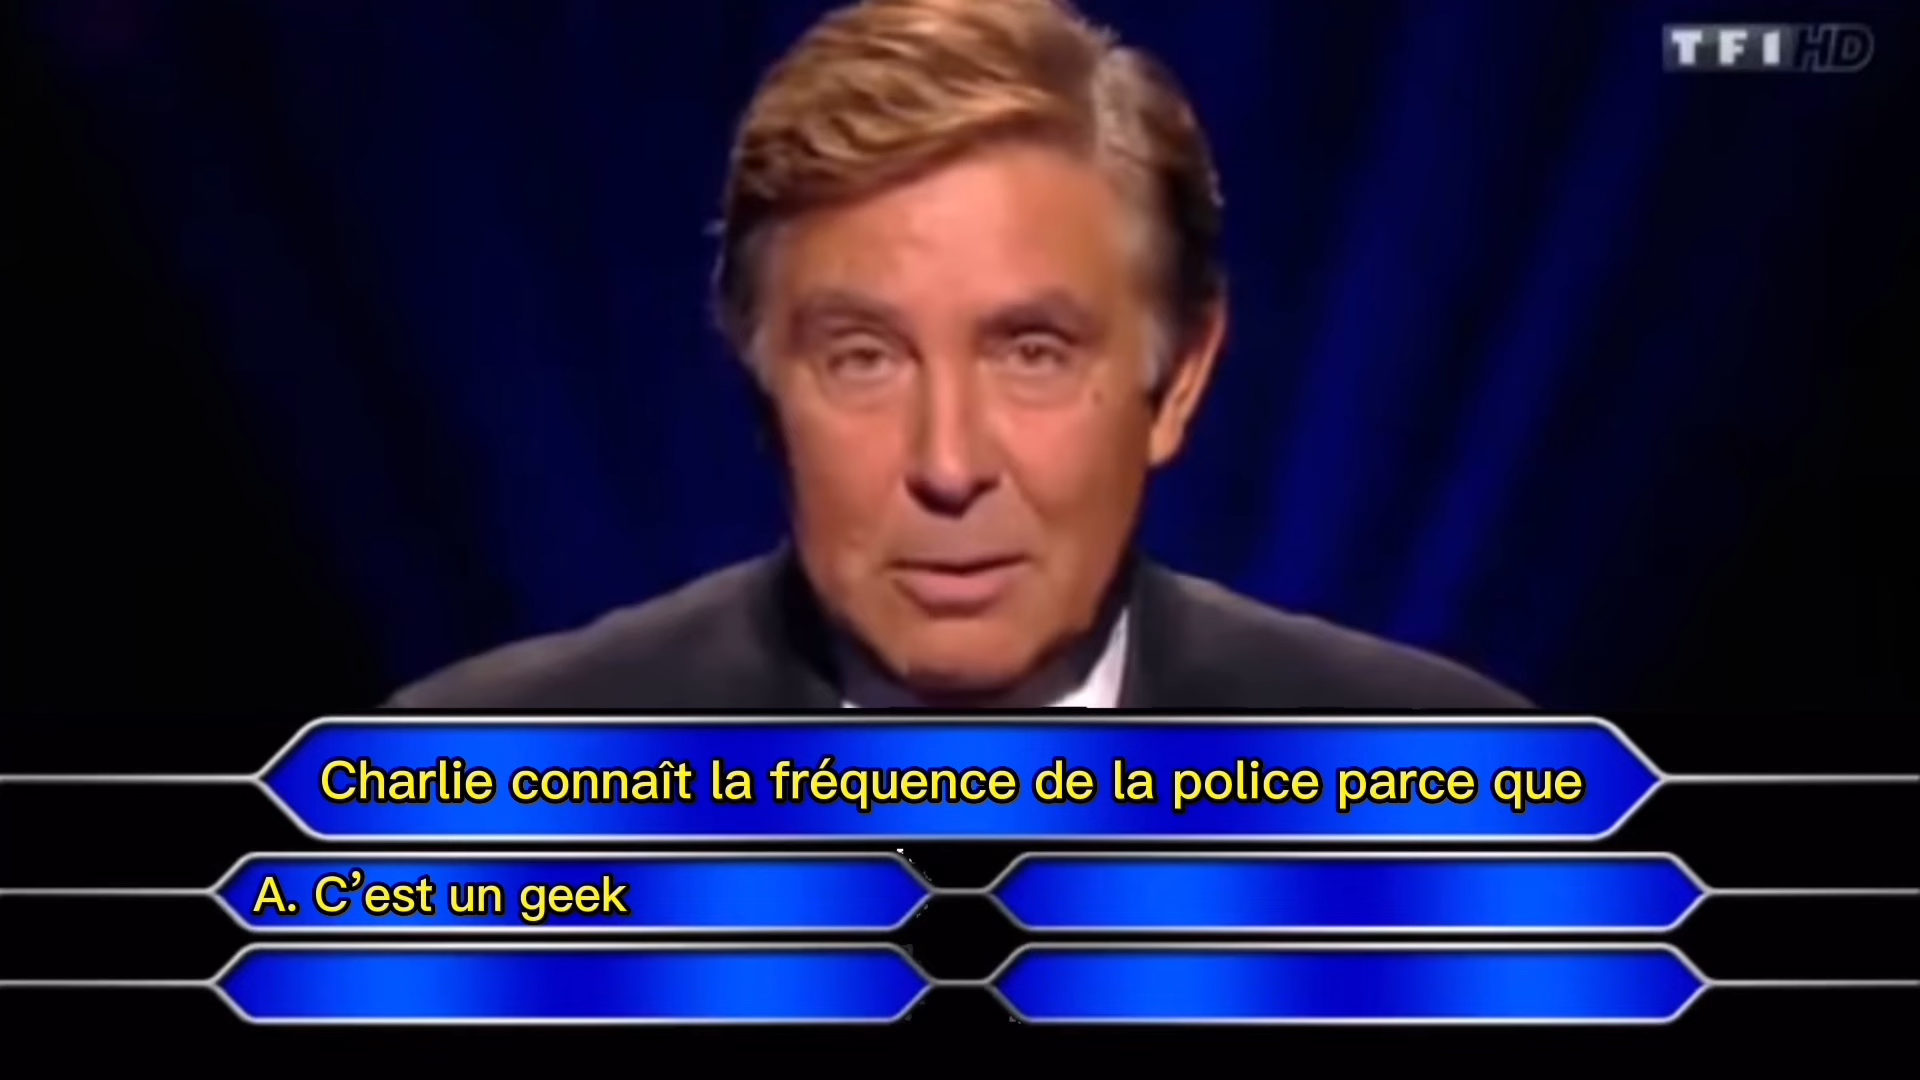 TF1 HD
Charlie connaît la fréquence de la police parce que
A. C’est un geek